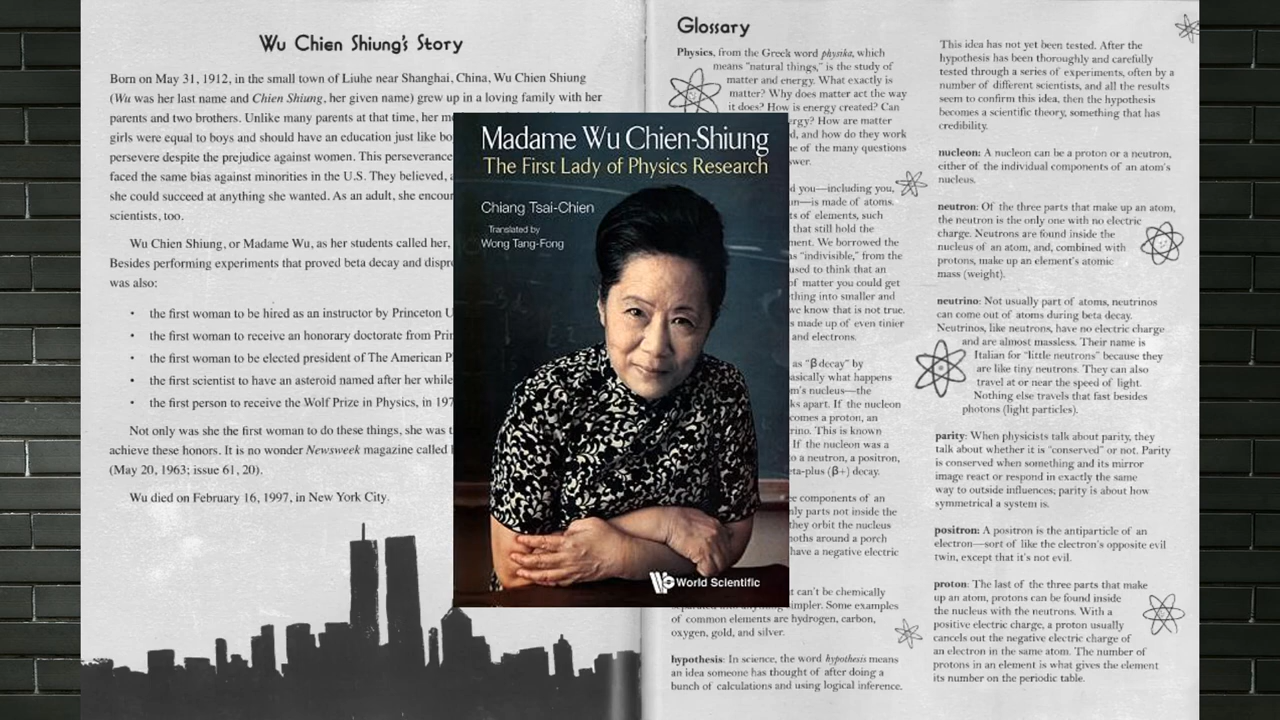 Wu Chien Shiung's Story
Born on May 31, 1912, in the small town of Liuhe near Shanghai, China, Wu Chien Shiung
(Wu was her last name and Chien Shiung, her given name) grew up in a loving family with her
parents and two brothers. Unlike many parents at that time, her
girls were equal to boys and should have an education just like
persevere despite the prejudice against women. This perseverance
faced the same bias against minorities in the U.S. They believed,
she could succeed at anything she wanted. As an adult, she
scientists, too.
Wu Chien Shiung, or Madame Wu, as her students called her,
Besides performing experiments that proved beta decay and
was also:
• the first woman to be hired as an instructor by Princeton
• the first woman to receive an honorary doctorate from
• the first woman to be elected president of The American
• the first scientist to have an asteroid named after her while
• the first person to receive the Wolf Prize in Physics, in
Not only was she the first woman to do these things, she was
achieve these honors. It is no wonder Newsweek magazine called
(May 20, 1963; issue 61, 20).
Wu died on February 16, 1997, in New York City.
Madame Wu Chien-Shiung
The First Lady of Physics Research
Chiang Tsai-Chien
Translated by
Wong Tang-Fong
World Scientific
Glossary
Physics, from the Greek word physika, which
means "natural things," is the study of
matter and energy. What exactly is
matter? Why does matter act the way
it does? How is energy created? Can
How are matter
and how do they work
of the many questions
you—including you,
is made of atoms.
of elements, such
that still hold the
We borrowed the
"indivisible," from the
used to think that an
of matter you could get
into smaller and
we know that is not true.
made up of even tinier
and electrons.
as "β decay" by
what happens
nucleus—the
apart. If the nucleon
a proton, an
This is known
If the nucleon was a
a neutron, a positron,
(β+) decay.
components of an
parts not inside the
they orbit the nucleus
around a porch
have a negative electric
can't be chemically
simpler. Some examples
of common elements are hydrogen, carbon,
oxygen, gold, and silver.
hypothesis: In science, the word hypothesis means
an idea someone has thought of after doing a
bunch of calculations and using logical inference.
This idea has not yet been tested. After the
hypothesis has been thoroughly and carefully
tested through a series of experiments, often by a
number of different scientists, and all the results
seem to confirm this idea, then the hypothesis
becomes a scientific theory, something that has
credibility.
nucleon: A nucleon can be a proton or a neutron,
either of the individual components of an atom's
nucleus.
neutron: Of the three parts that make up an atom,
the neutron is the only one with no electric
charge. Neutrons are found inside the
nucleus of an atom, and, combined with
protons, make up an element's atomic
mass (weight).
neutrino: Not usually part of atoms, neutrinos
can come out of atoms during beta decay.
Neutrinos, like neutrons, have no electric charge
and are almost massless. Their name is
Italian for "little neutrons" because they
are like tiny neutrons. They can also
travel at or near the speed of light.
Nothing else travels that fast besides
photons (light particles).
parity: When physicists talk about parity, they
talk about whether it is "conserved" or not. Parity
is conserved when something and its mirror
image react or respond in exactly the same
way to outside influences; parity is about how
symmetrical a system is.
positron: A positron is the antiparticle of an
electron—sort of like the electron's opposite evil
twin, except that it's not evil.
proton: The last of the three parts that make
up an atom, protons can be found inside
the nucleus with the neutrons. With a
positive electric charge, a proton usually
cancels out the negative electric charge of
an electron in the same atom. The number of
protons in an element is what gives the element
its number on the periodic table.